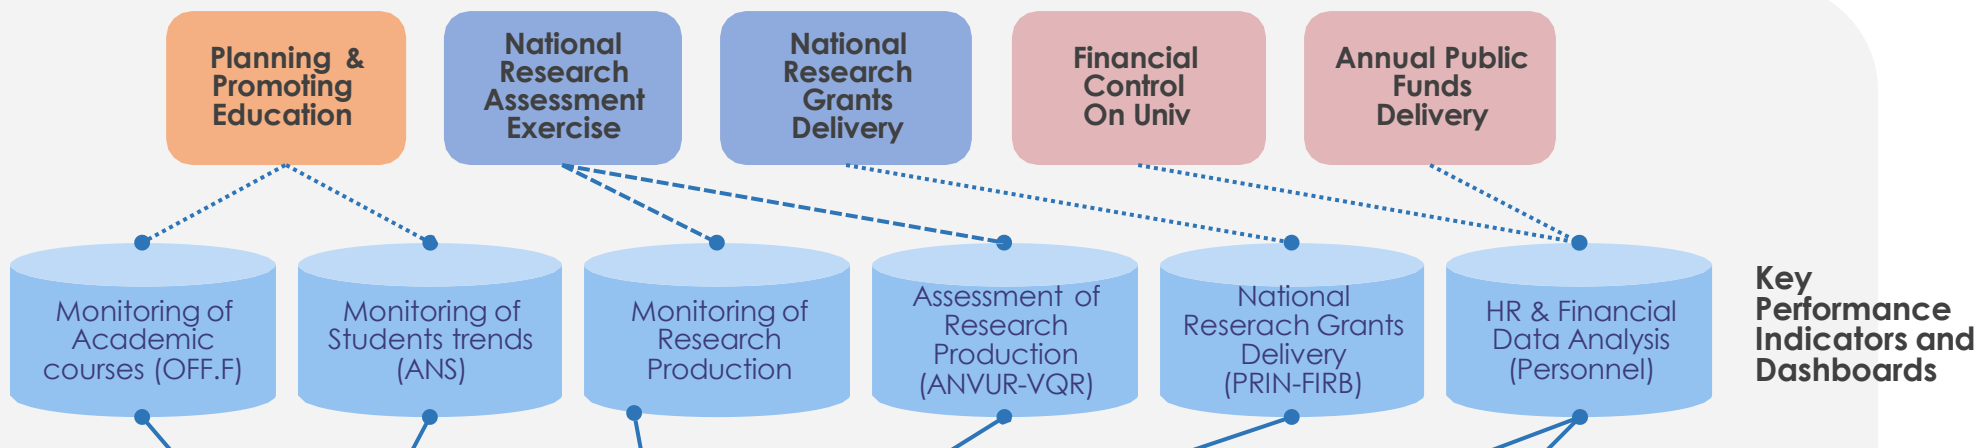 Planning & 
Promoting
Education
National
Research
Assessment
Exercise
National
Research
Grants
Delivery
Financial
Control
On Univ
Annual Public
Funds
Delivery
Monitoring of
Academic
courses (OFF.F)
Monitoring of
Students trends
(ANS)
Monitoring of
Research
Production
Assessment of
Research
Production
(ANVUR-VQR)
National
Reserach Grants
Delivery
(PRIN-FIRB)
HR & Financial
Data Analysis
(Personnel)
Key
Performance
Indicators and
Dashboards